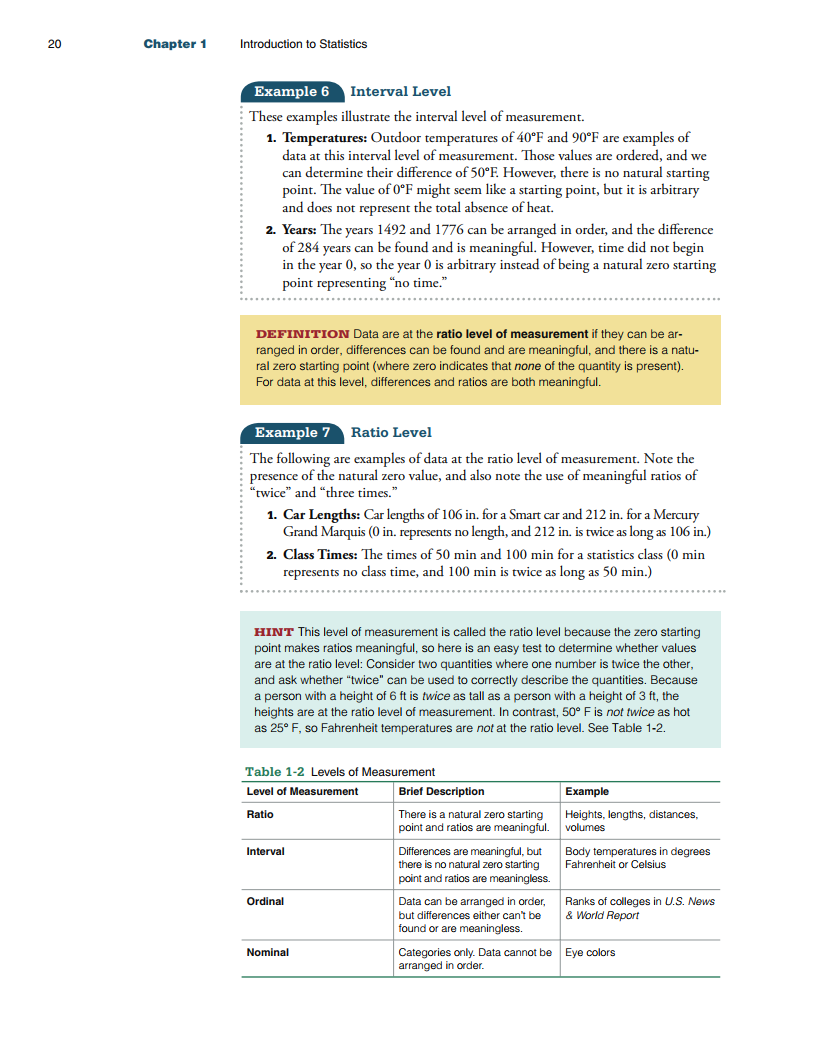 20 Chapter 1 Introduction to Statistics
Example 6 Interval Level
These examples illustrate the interval level of measurement.
1. Temperatures: Outdoor temperatures of 40°F and 90°F are examples of
data at this interval level of measurement. Those values are ordered, and we
can determine their difference of 50°F. However, there is no natural starting
point. The value of 0°F might seem like a starting point, but it is arbitrary
and does not represent the total absence of heat.
2. Years: The years 1492 and 1776 can be arranged in order, and the difference
of 284 years can be found and is meaningful. However, time did not begin
in the year 0, so the year 0 is arbitrary instead of being a natural zero starting
point representing “no time.”
DEFINITION Data are at the ratio level of measurement if they can be ar-
ranged in order, differences can be found and are meaningful, and there is a natu-
ral zero starting point (where zero indicates that none of the quantity is present).
For data at this level, differences and ratios are both meaningful.
Example 7 Ratio Level
The following are examples of data at the ratio level of measurement. Note the
presence of the natural zero value, and also note the use of meaningful ratios of
“twice” and “three times.”
1. Car Lengths: Car lengths of 106 in. for a Smart car and 212 in. for a Mercury
Grand Marquis (0 in. represents no length, and 212 in. is twice as long as 106 in.)
2. Class Times: The times of 50 min and 100 min for a statistics class (0 min
represents no class time, and 100 min is twice as long as 50 min.)
HINT This level of measurement is called the ratio level because the zero starting
point makes ratios meaningful, so here is an easy test to determine whether values
are at the ratio level: Consider two quantities where one number is twice the other,
and ask whether “twice” can be used to correctly describe the quantities. Because
a person with a height of 6 ft is twice as tall as a person with a height of 3 ft, the
heights are at the ratio level of measurement. In contrast, 50° F is not twice as hot
as 25° F, so Fahrenheit temperatures are not at the ratio level. See Table 1-2.
Table 1-2 Levels of Measurement
Level of Measurement Brief Description Example
Ratio There is a natural zero starting Heights, lengths, distances,
point and ratios are meaningful. volumes
Interval Differences are meaningful, but Body temperatures in degrees
there is no natural zero starting Fahrenheit or Celsius
point and ratios are meaningless.
Ordinal Data can be arranged in order, Ranks of colleges in U.S. News
but differences either can’t be & World Report
found or are meaningless.
Nominal Categories only. Data cannot be Eye colors
arranged in order.